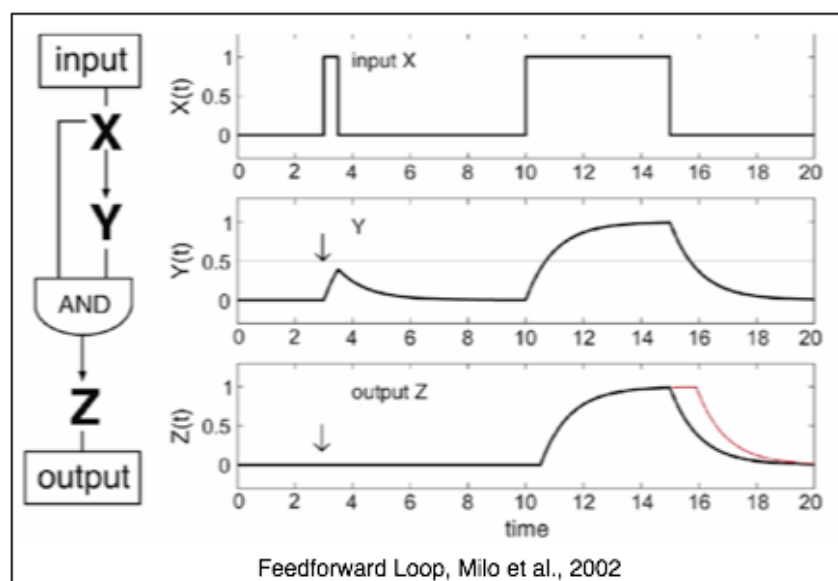 input
X
Y
AND
Z
output
X(t)
1
0.5
0
input X
0 2 4 6 8 10 12 14 16 18 20
Y(t)
1
0.5
0
Y
0 2 4 6 8 10 12 14 16 18 20
Z(t)
1
0.5
0
output Z
0 2 4 6 8 10 12 14 16 18 20
time
Feedforward Loop, Milo et al., 2002